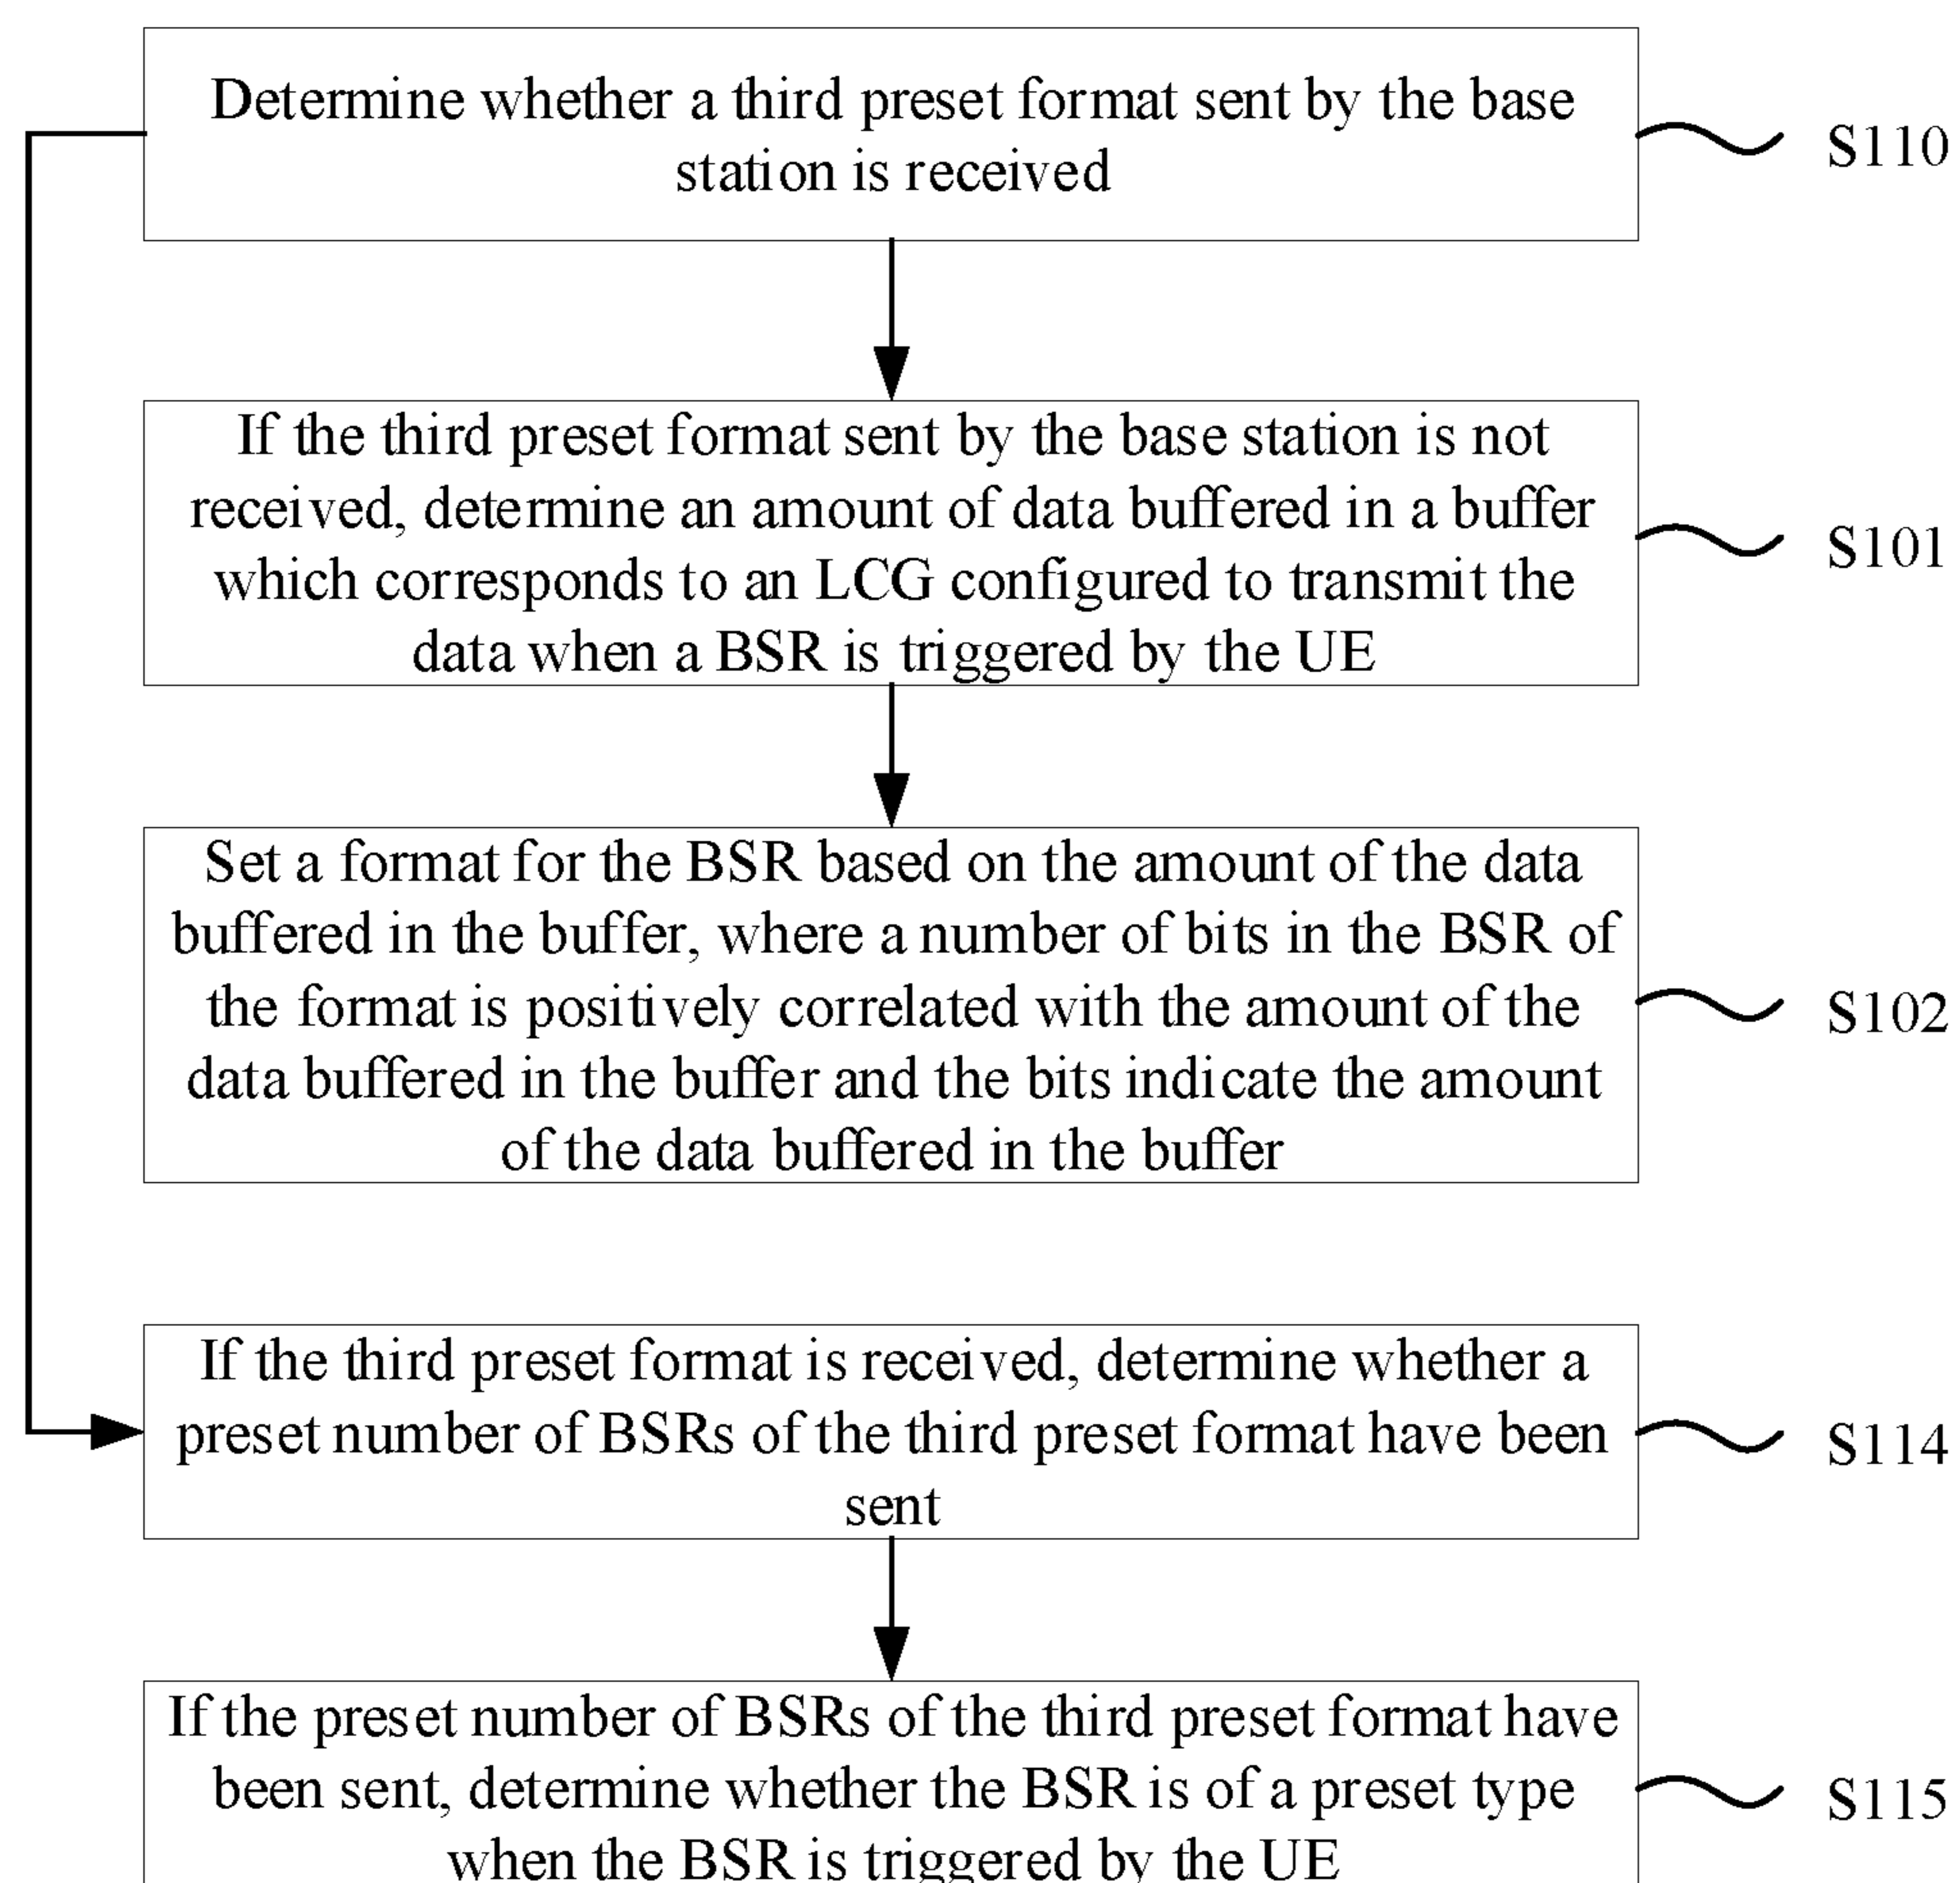 Determine whether a third preset format sent by the base
station is received
S110
If the third preset format sent by the base station is not
received, determine an amount of data buffered in a buffer
which corresponds to an LCG configured to transmit the
data when a BSR is triggered by the UE
S101
Set a format for the BSR based on the amount of the data
buffered in the buffer, where a number of bits in the BSR of
the format is positively correlated with the amount of the
data buffered in the buffer and the bits indicate the amount
of the data buffered in the buffer
S102
If the third preset format is received, determine whether a
preset number of BSRs of the third preset format have been
sent
S114
If the preset number of BSRs of the third preset format have
been sent, determine whether the BSR is of a preset type
when the BSR is triggered by the UE
S115